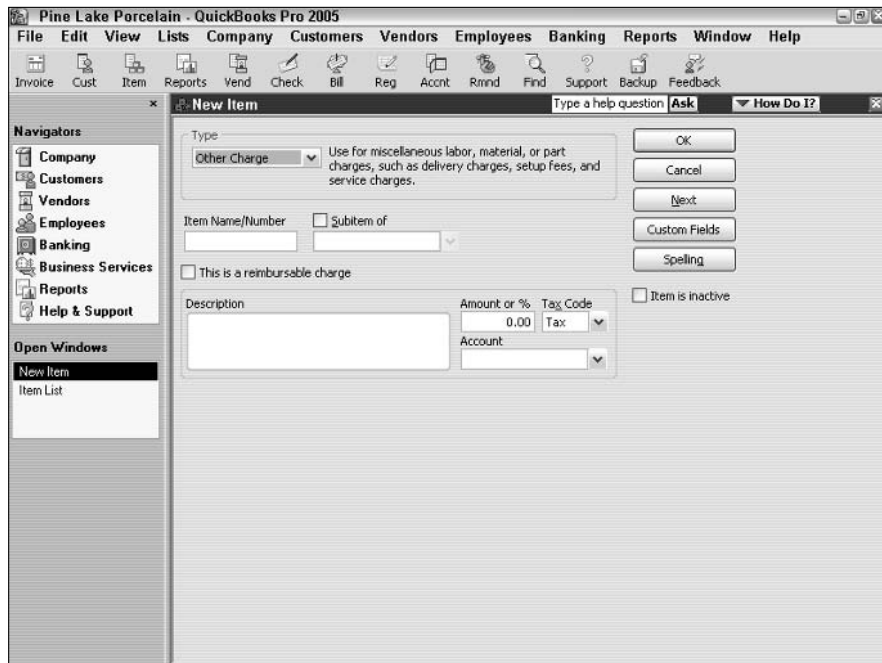 Pine Lake Porcelain - QuickBooks Pro 2005
File Edit View Lists Company Customers Vendors Employees Banking Reports Window Help
Invoice Cust Item Reports Vend Check Bill Reg Accnt Rmnd Find Support Backup Feedback
New Item
Type a help question Ask
How Do I?
Navigators
Company
Customers
Vendors
Employees
Banking
Business Services
Reports
Help & Support
Open Windows
New Item
Item List
Type
Other Charge
Use for miscellaneous labor, material, or part
charges, such as delivery charges, setup fees, and
service charges.
Item Name/Number
Subitem of
This is a reimbursable charge
Description
Amount or %
Tax Code
0.00
Tax
Account
OK
Cancel
Next
Custom Fields
Spelling
Item is inactive